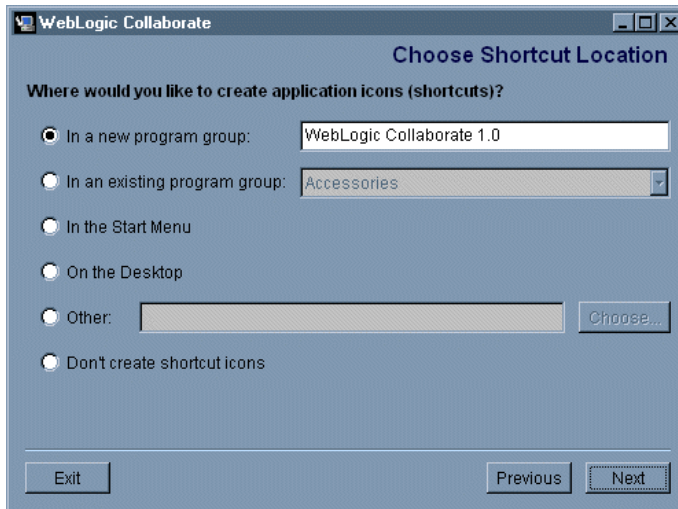 WebLogic Collaborate
Choose Shortcut Location
Where would you like to create application icons (shortcuts)?
In a new program group: WebLogic Collaborate 1.0
In an existing program group: Accessories
In the Start Menu
On the Desktop
Other: Choose...
Don't create shortcut icons
Exit Previous Next